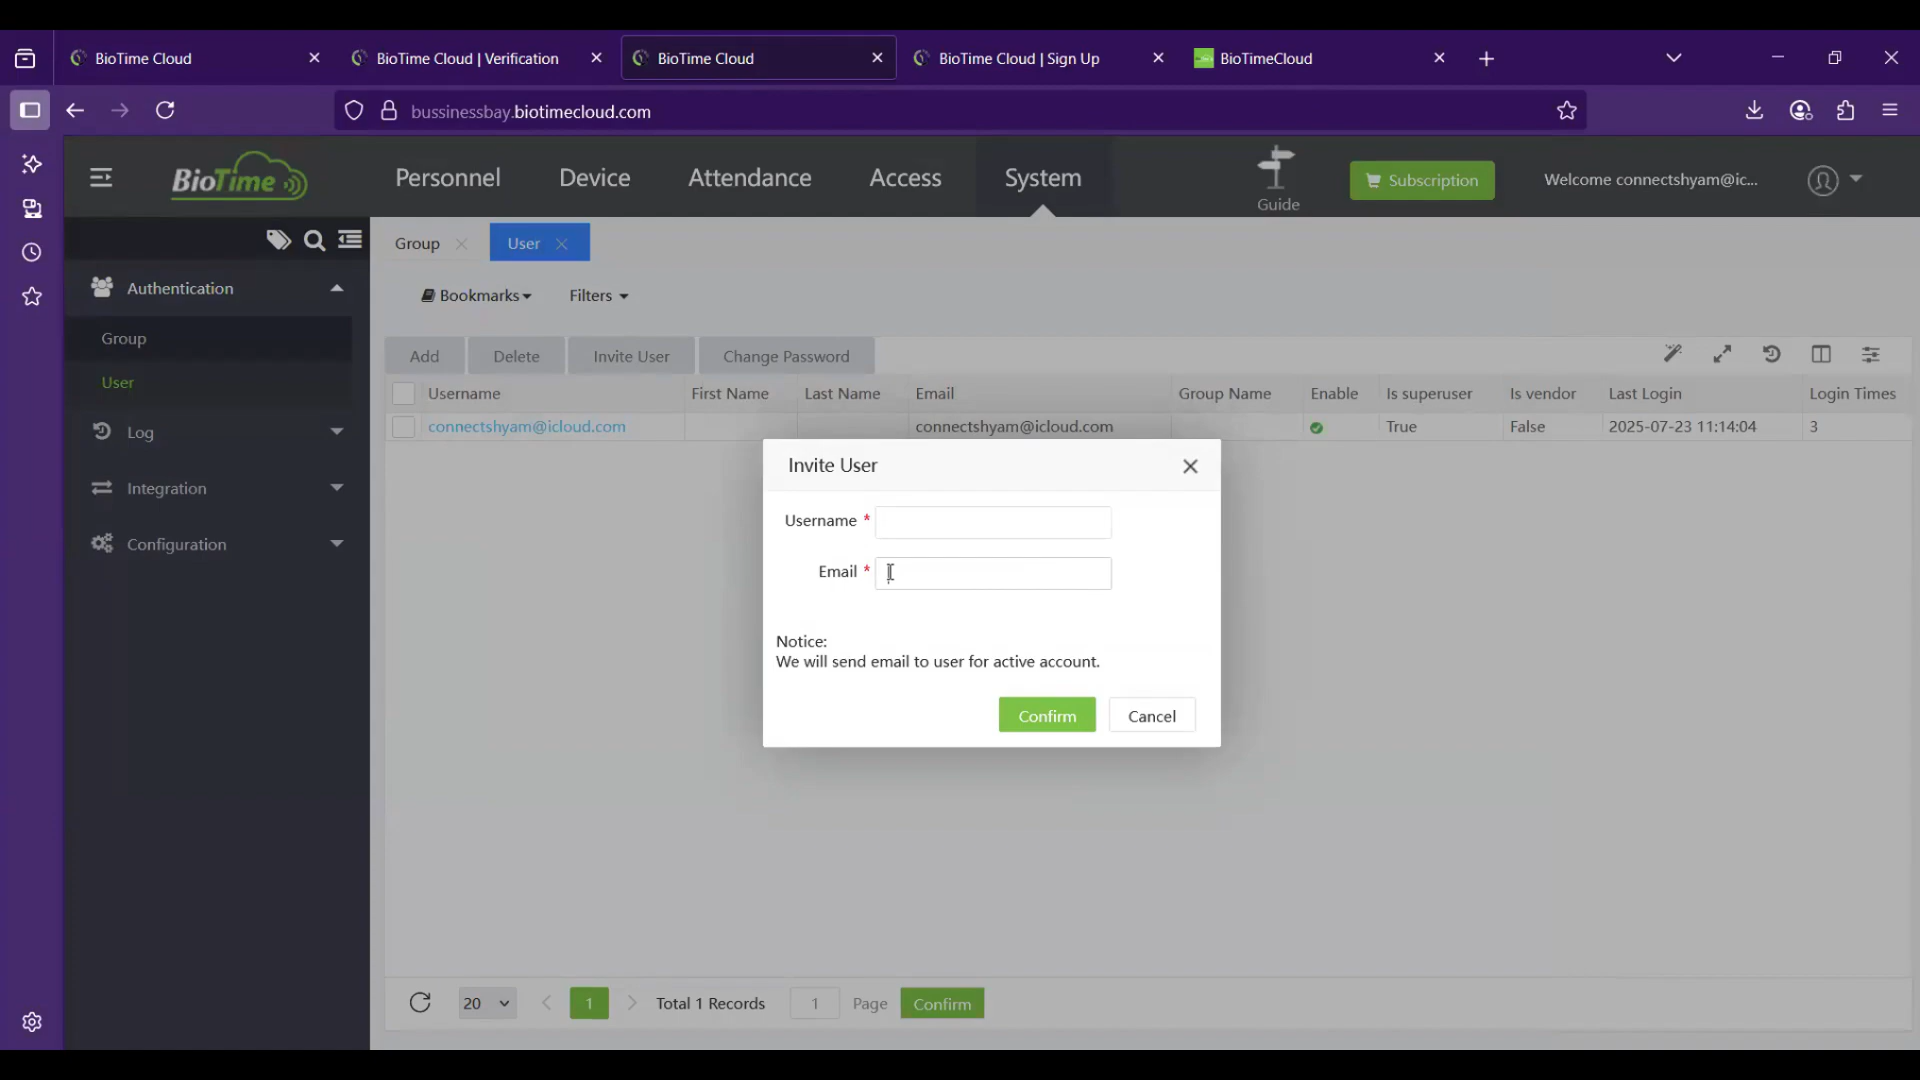 BioTime Cloud
BioTime Cloud | Verification
BioTime Cloud
BioTime Cloud | Sign Up
BioTimeCloud
bussinessbay.biotimecloud.com
BioTime
Personnel
Device
Attendance
Access
System
Guide
Subscription
Welcome connectshyam@ic...
Group
User
Authentication
Group
User
Log
Integration
Configuration
Bookmarks
Filters
Add
Delete
Invite User
Change Password
Username First Name Last Name Email Group Name Enable Is superuser Is vendor Last Login Login Times
connectshyam@icloud.com connectshyam@icloud.com True False 2025-07-23 11:14:04 3
Invite User
Username *
Email *
Notice:
We will send email to user for active account.
Confirm
Cancel
20
1
Total 1 Records
1
Page
Confirm